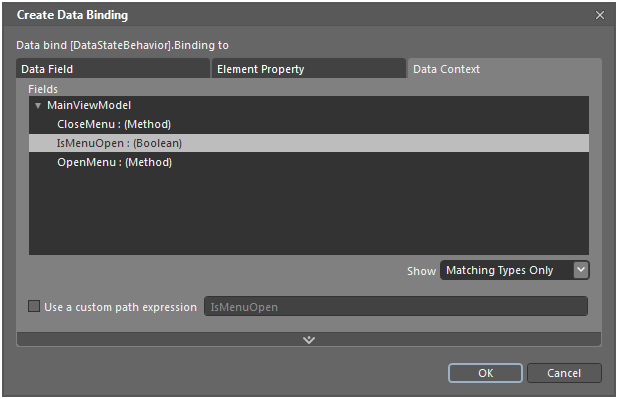 Create Data Binding
Data bind [DataStateBehavior].Binding to
Data Field
Element Property
Data Context
Fields
MainViewModel
CloseMenu : (Method)
IsMenuOpen : (Boolean)
OpenMenu : (Method)
Show Matching Types Only
Use a custom path expression IsMenuOpen
OK Cancel